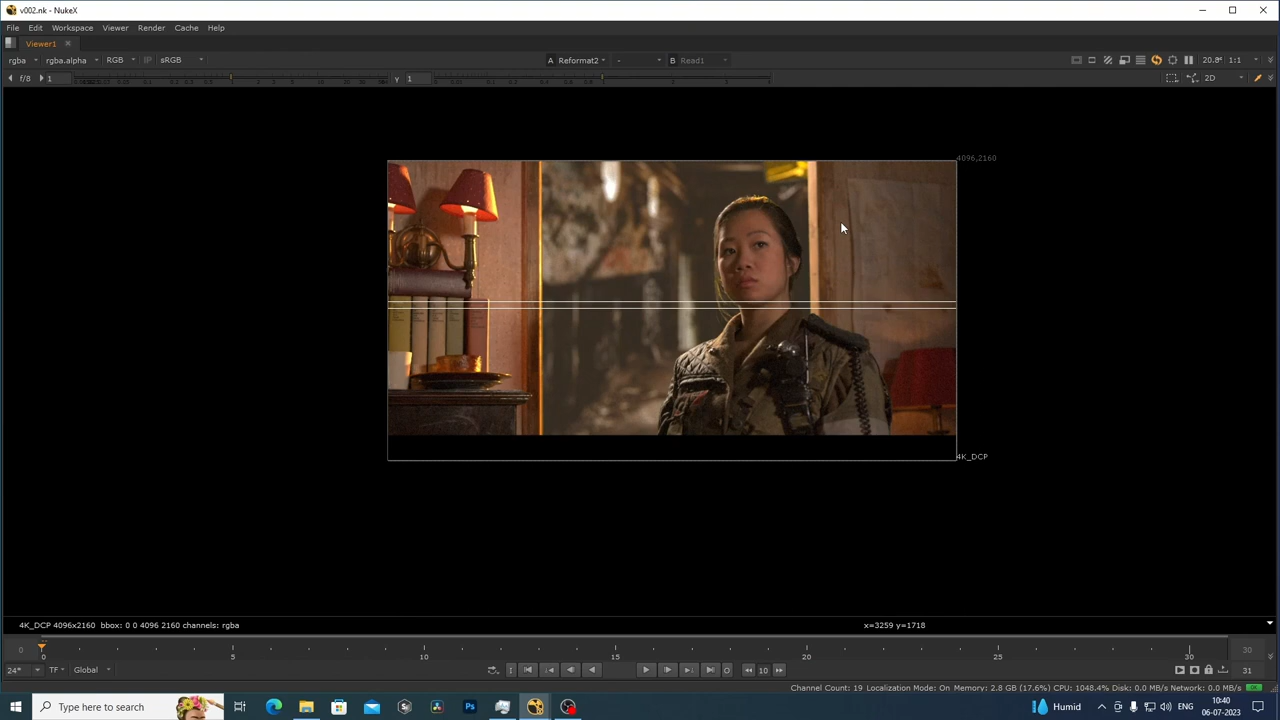 v002.nk - NukeX
File Edit Workspace Viewer Render Cache Help
Viewer1
rgba rgba.alpha RGB IP sRGB A Reformat2 - B Read1 20.8 1:1
f/8 1 Y 1 2D
4096,2160
4K_DCP
4K_DCP 4096x2160 bbox: 0 0 4096 2160 channels: rgba x=3259 y=1718
0 0 5 10 15 20 25 30 30
24* TF Global 10 31
Channel Count: 19 Localization Mode: On Memory: 2.8 GB (17.6%) CPU: 1048.4% Disk: 0.0 MB/s Network: 0.0 MB/s
Type here to search Humid ENG 10:40
06-07-2023